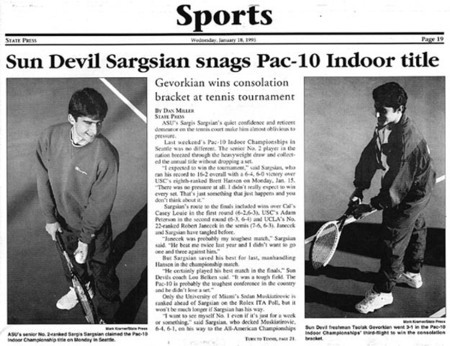 Sports
STATE PRESS
Wednesday, January 18, 1995
Page 19
Sun Devil Sargsian snags Pac-10 Indoor title
Gevorkian wins consolation
bracket at tennis tournament
BY DAN MILLER
STATE PRESS
ASU's Sargis Sargsian's quiet confidence and reticent
demeanor on the tennis court make him almost oblivious to
pressure.
Last weekend's Pac-10 Indoor Championships in
Seattle was no different. The senior No. 2 player in the
nation breezed through the heavyweight draw and collect-
ed the annual title without dropping a set.
"I expected to win the tournament," said Sargsian, who
ran his record to 16-2 overall with a 6-4, 6-0 victory over
USC's eighth-ranked Brett Hansen on Monday, Jan. 15.
"There was no pressure at all. I didn't really expect to win
every set. That's just something that just happens and you
don't think about it."
Sargsian's route to the finals included wins over Cal's
Casey Louie in the first round (6-2,6-3), USC's Adam
Peterson in the second round (6-3, 6-4) and UCLA's No.
22-ranked Robert Janecek in the semis (7-6, 6-3). Janecek
and Sargsian have tangled before.
"Janecek was probably my toughest match," Sargsian
said. "He beat me twice last year and I didn't want to go
one and then against him."
But Sargsian saved his best for last, manhandling
Hansen in the championship match.
"He certainly played his best match in the finals," Sun
Devils coach Lou Belken said. "It was a tough field. The
Pac-10 is probably the toughest conference in the country
and he didn't lose a set."
Only the University of Miami's Sudan Muskatirovic is
ranked ahead of Sargsian on the Rolex ITA Poll, but it
won't be much longer if Sargsian has his way.
"I want to see myself No. 1 even if it's just for a week
or something," said Sargsian, who decked Muskatirovic,
6-4, 6-1, on his way to the All-American Championships
TURN TO TENNIS, PAGE 21.
Mark Kramer/State Press
ASU's senior No. 2-ranked Sargis Sargsian claimed the Pac-10
Indoor Championship title on Monday in Seattle.
Mark Kramer/State Press
Sun Devil freshman Tsolak Gevorkian went 3-1 in the Pac-10
Indoor Championships' third-flight to win the consolation
bracket.